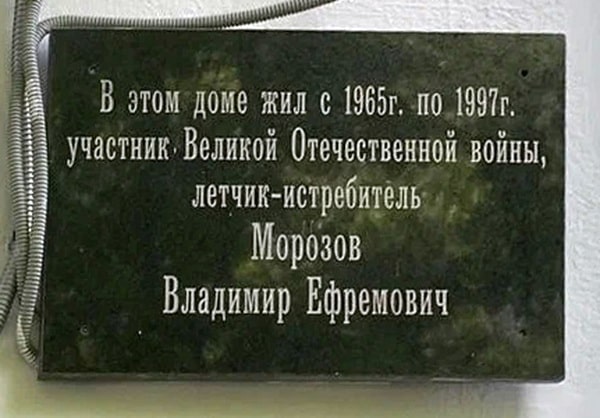 В этом доме жил с 1965г. по 1997г.
участник Великой Отечественной войны,
летчик-истребитель
Морозов
Владимир Ефремович